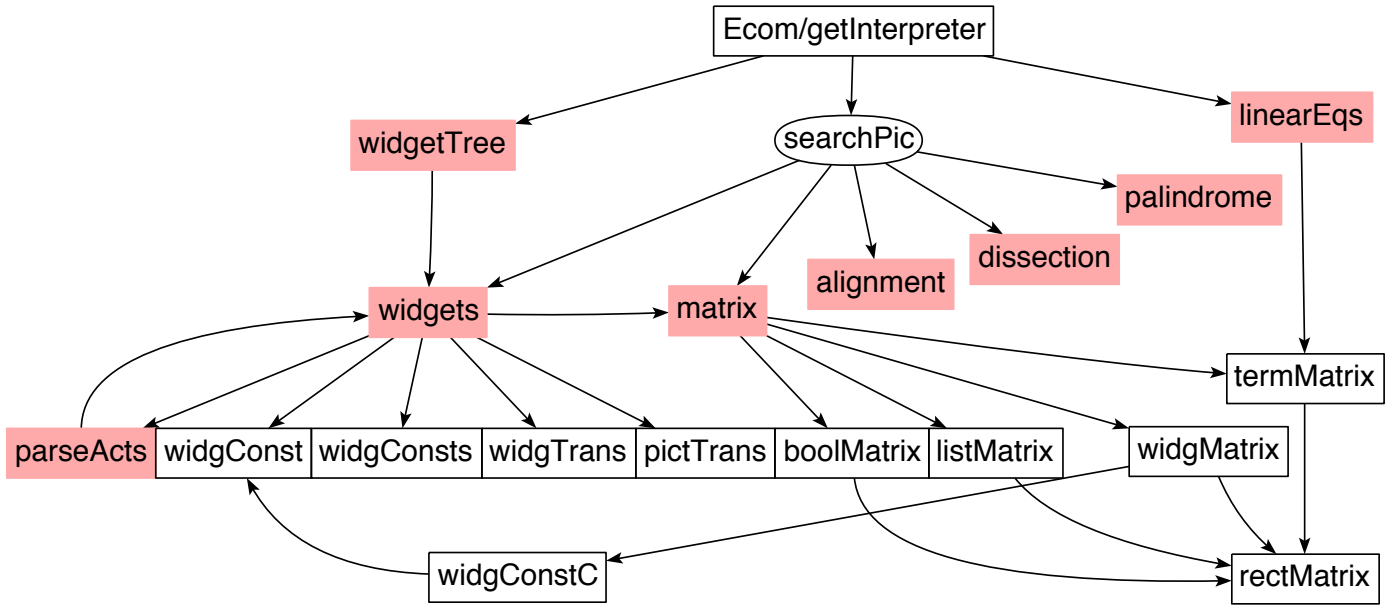 Ecom/getInterpreter
linearEqs
widgetTree
searchPic
palindrome
dissection
alignment
widgets
matrix
termMatrix
parseActs
widgConst
widgConsts
widgTrans
pictTrans
boolMatrix
listMatrix
widgMatrix
widgConstC
rectMatrix